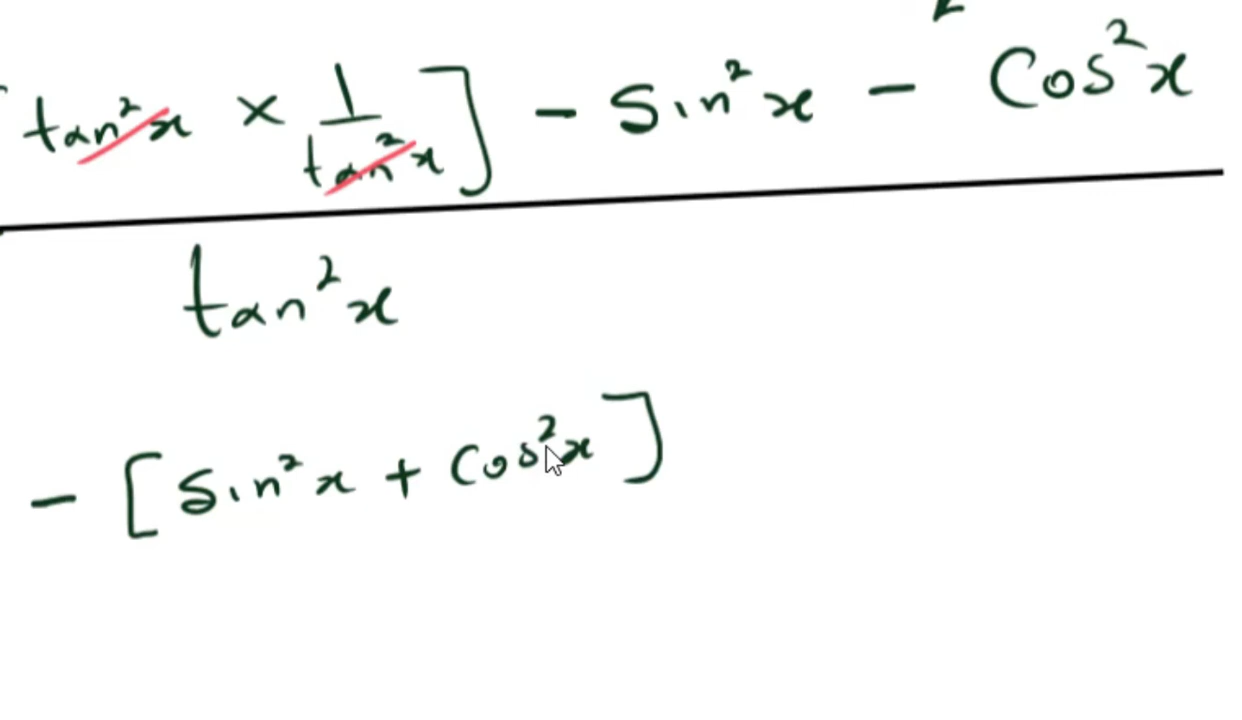 tan²x × 1/tan²x ] - Sin²x - Cos²x
tan²x
- [Sin²x + Cos²x]